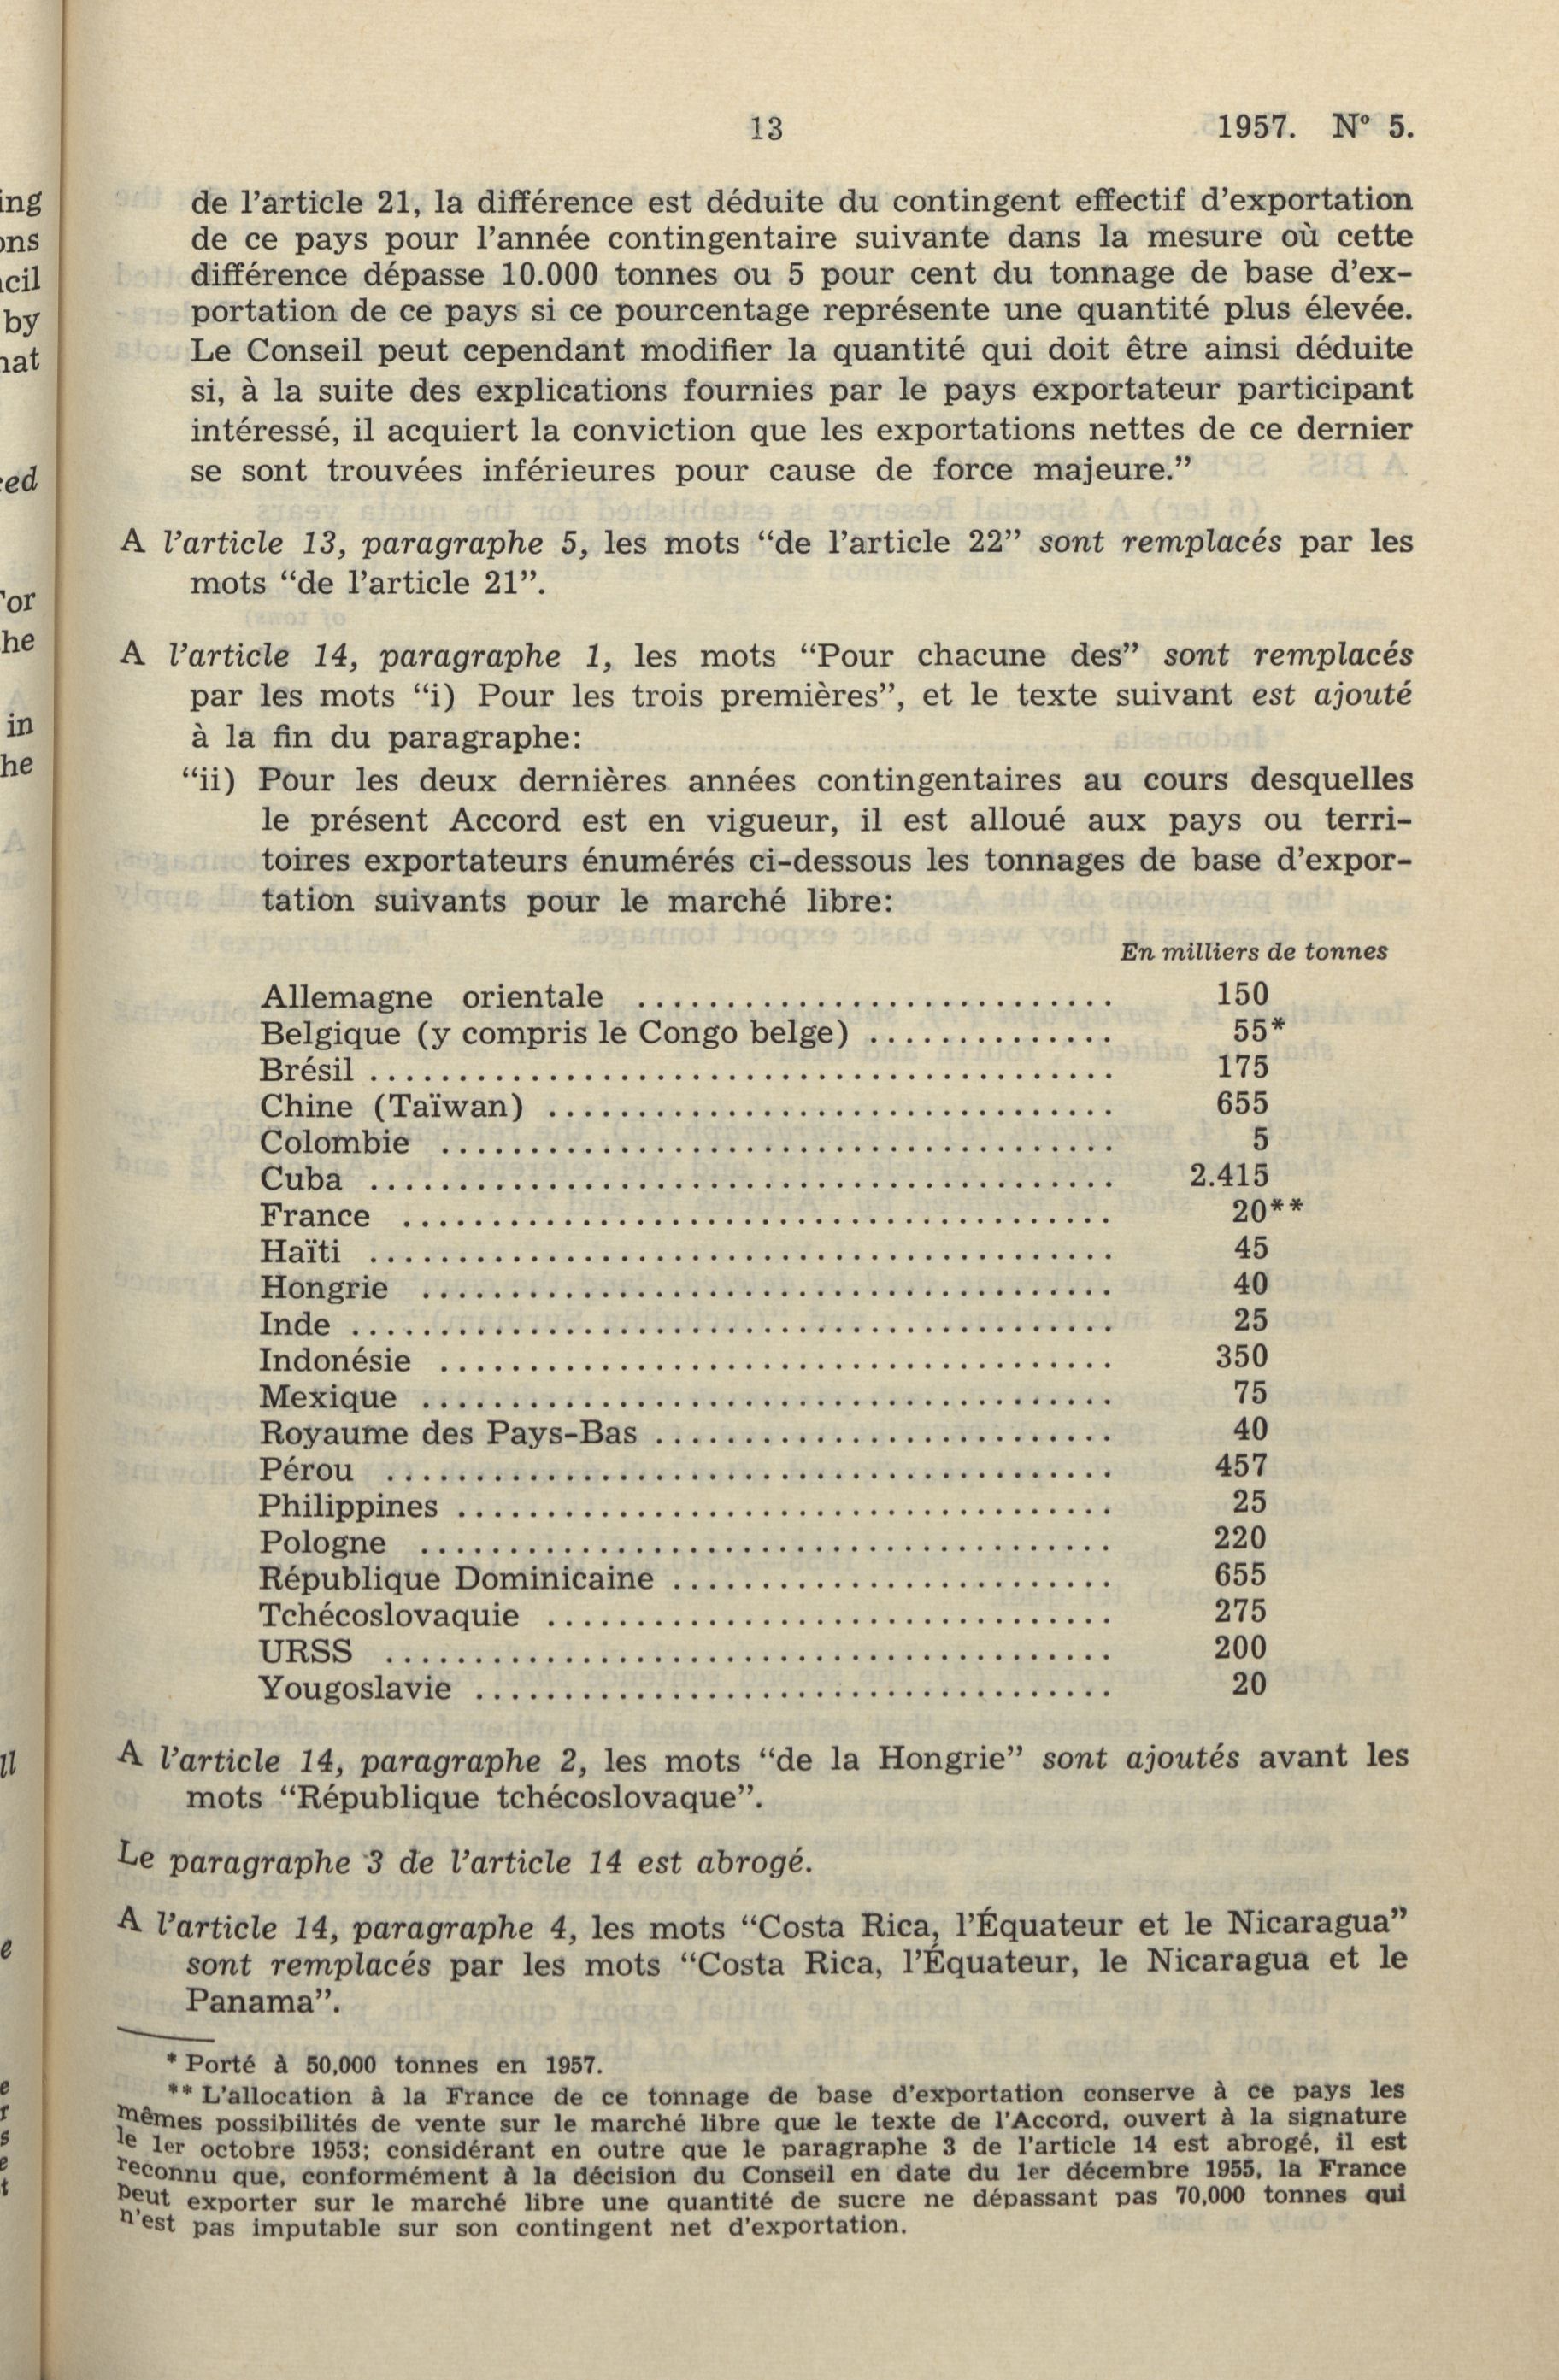 13
1957. N° 5.
de l'article 21, la différence est déduite du contingent effectif d'exportation
de ce pays pour l'année contingentaire suivante dans la mesure où cette
différence dépasse 10.000 tonnes ou 5 pour cent du tonnage de base d'ex-
portation de ce pays si ce pourcentage représente une quantité plus élevée.
Le Conseil peut cependant modifier la quantité qui doit être ainsi déduite
si, à la suite des explications fournies par le pays exportateur participant
intéressé, il acquiert la conviction que les exportations nettes de ce dernier
se sont trouvées inférieures pour cause de force majeure.”
A l'article 13, paragraphe 5, les mots “de l'article 22” sont remplacés par les
mots “de l'article 21”.
A l'article 14, paragraphe 1, les mots “Pour chacune des” sont remplacés
par les mots “i) Pour les trois premières”, et le texte suivant est ajouté
à la fin du paragraphe:
“ii) Pour les deux dernières années contingentaires au cours desquelles
le présent Accord est en vigueur, il est alloué aux pays ou terri-
toires exportateurs énumérés ci-dessous les tonnages de base d'expor-
tation suivants pour le marché libre:
En milliers de tonnes
Allemagne orientale ........................... 150
Belgique (y compris le Congo belge) .............. 55*
Brésil .......................................... 175
Chine (Taïwan) ................................ 655
Colombie ...................................... 5
Cuba .......................................... 2.415
France ........................................ 20**
Haïti .......................................... 45
Hongrie ....................................... 40
Inde ........................................... 25
Indonésie ...................................... 350
Mexique ....................................... 75
Royaume des Pays-Bas .......................... 40
Pérou ......................................... 457
Philippines ..................................... 25
Pologne ....................................... 220
République Dominicaine ......................... 655
Tchécoslovaquie ................................ 275
URSS ......................................... 200
Yougoslavie .................................... 20
A l'article 14, paragraphe 2, les mots “de la Hongrie” sont ajoutés avant les
mots “République tchécoslovaque”.
Le paragraphe 3 de l'article 14 est abrogé.
A l'article 14, paragraphe 4, les mots “Costa Rica, l'Équateur et le Nicaragua”
sont remplacés par les mots “Costa Rica, l'Équateur, le Nicaragua et le
Panama”.
* Porté à 50,000 tonnes en 1957.
** L'allocation à la France de ce tonnage de base d'exportation conserve à ce pays les
mêmes possibilités de vente sur le marché libre que le texte de l'Accord, ouvert à la signature
le 1er octobre 1953; considérant en outre que le paragraphe 3 de l'article 14 est abrogé, il est
reconnu que, conformément à la décision du Conseil en date du 1er décembre 1955, la France
peut exporter sur le marché libre une quantité de sucre ne dépassant pas 70,000 tonnes qui
n'est pas imputable sur son contingent net d'exportation.